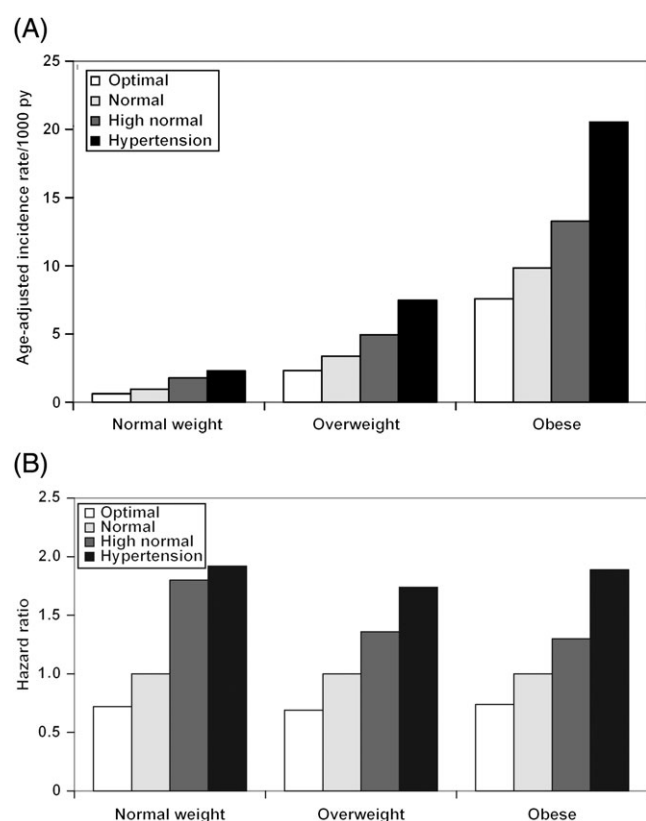 (A)
Age-adjusted incidence rate/1000 py
25
20
15
10
5
0
Optimal
Normal
High normal
Hypertension
Normal weight Overweight Obese
(B)
Hazard ratio
2.5
2.0
1.5
1.0
0.5
0
Optimal
Normal
High normal
Hypertension
Normal weight Overweight Obese